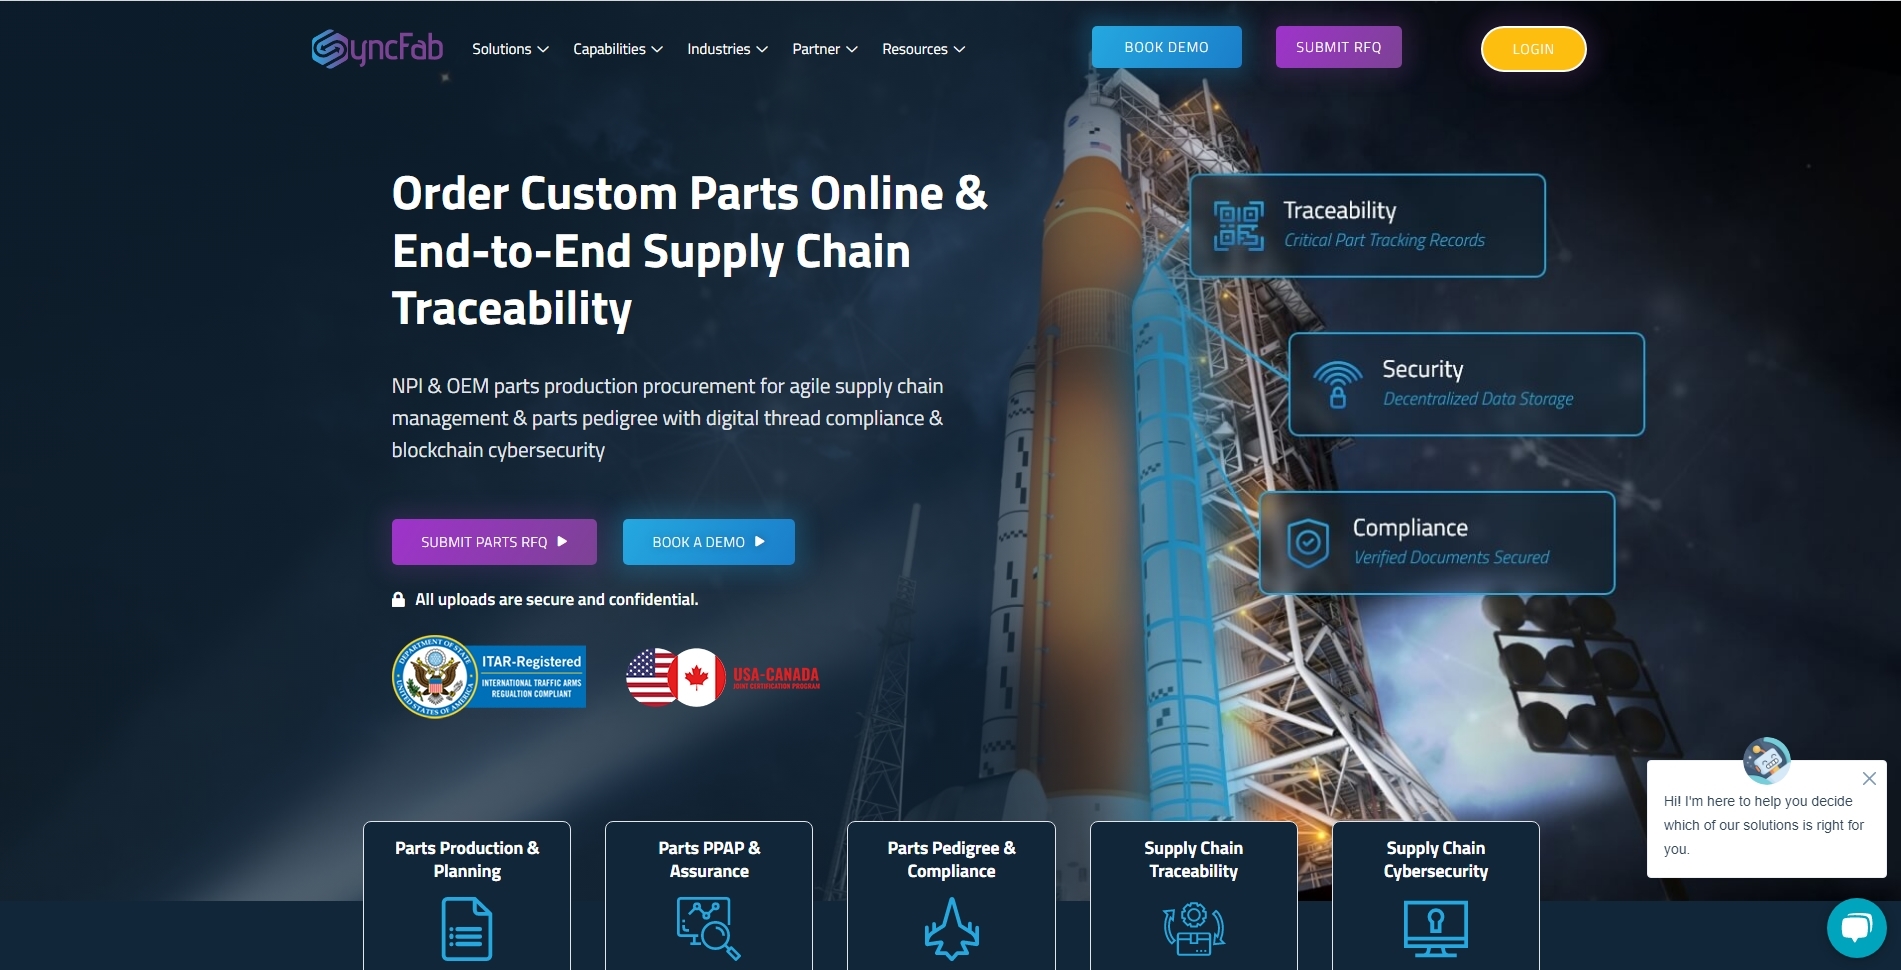 SyncFab
Solutions
Capabilities
Industries
Partner
Resources
BOOK DEMO
SUBMIT RFQ
LOGIN
Order Custom Parts Online &
End-to-End Supply Chain
Traceability
NPI & OEM parts production procurement for agile supply chain
management & parts pedigree with digital thread compliance &
blockchain cybersecurity
SUBMIT PARTS RFQ
BOOK A DEMO
All uploads are secure and confidential.
DEPARTMENT OF STATE
UNITED STATES OF AMERICA
ITAR-Registered
INTERNATIONAL TRAFFIC ARMS
REGUALTION COMPLIANT
USA-CANADA
JOINT CERTIFICATION PROGRAM
Traceability
Critical Part Tracking Records
Security
Decentralized Data Storage
Compliance
Verified Documents Secured
Parts Production &
Planning
Parts PPAP &
Assurance
Parts Pedigree &
Compliance
Supply Chain
Traceability
Supply Chain
Cybersecurity
Hi! I'm here to help you decide
which of our solutions is right for
you.